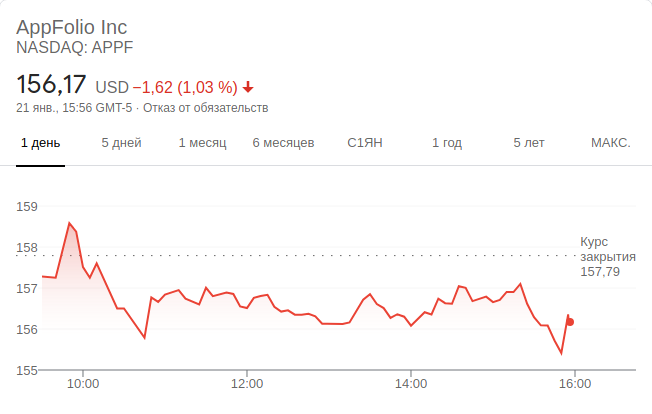 AppFolio Inc
NASDAQ: APPF
156,17 USD −1,62 (1,03 %)
21 янв., 15:56 GMT-5 · Отказ от обязательств
1 день 5 дней 1 месяц 6 месяцев С1ЯН 1 год 5 лет МАКС.
159
158
Курс
закрытия
157,79
157
156
155
10:00 12:00 14:00 16:00